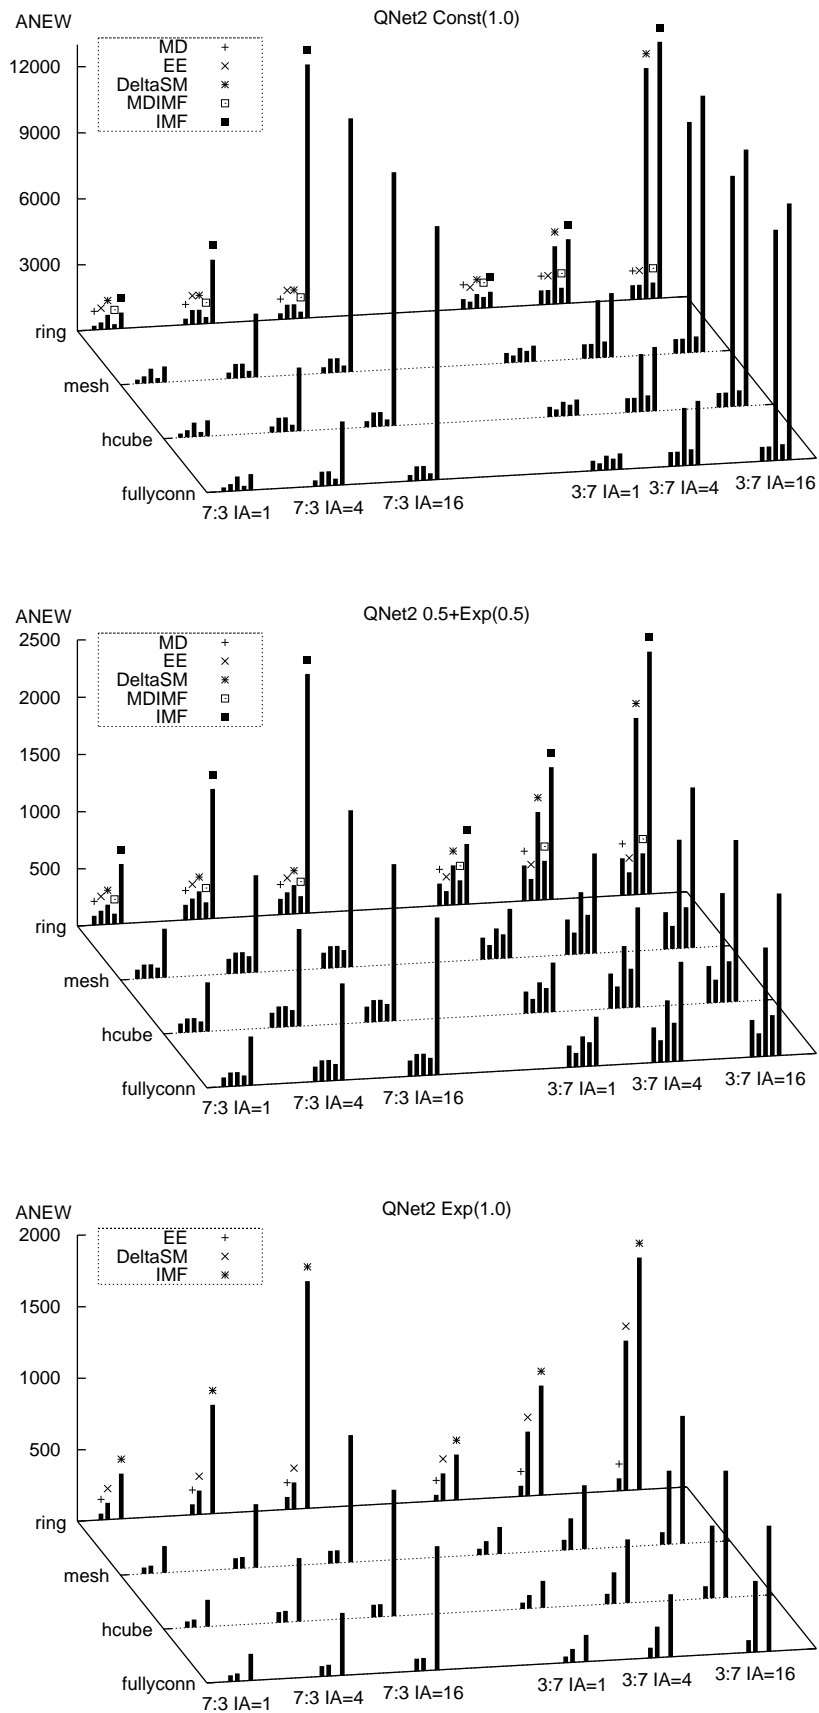 QNet2 Const(1.0)
ANEW
MD
EE
DeltaSM
MDIMF
IMF
12000
9000
6000
3000
ring
mesh
hcube
fullyconn
7:3 IA=1
7:3 IA=4
7:3 IA=16
3:7 IA=1
3:7 IA=4
3:7 IA=16
QNet2 0.5+Exp(0.5)
ANEW
MD
EE
DeltaSM
MDIMF
IMF
2500
2000
1500
1000
500
ring
mesh
hcube
fullyconn
7:3 IA=1
7:3 IA=4
7:3 IA=16
3:7 IA=1
3:7 IA=4
3:7 IA=16
QNet2 Exp(1.0)
ANEW
EE
DeltaSM
IMF
2000
1500
1000
500
ring
mesh
hcube
fullyconn
7:3 IA=1
7:3 IA=4
7:3 IA=16
3:7 IA=1
3:7 IA=4
3:7 IA=16